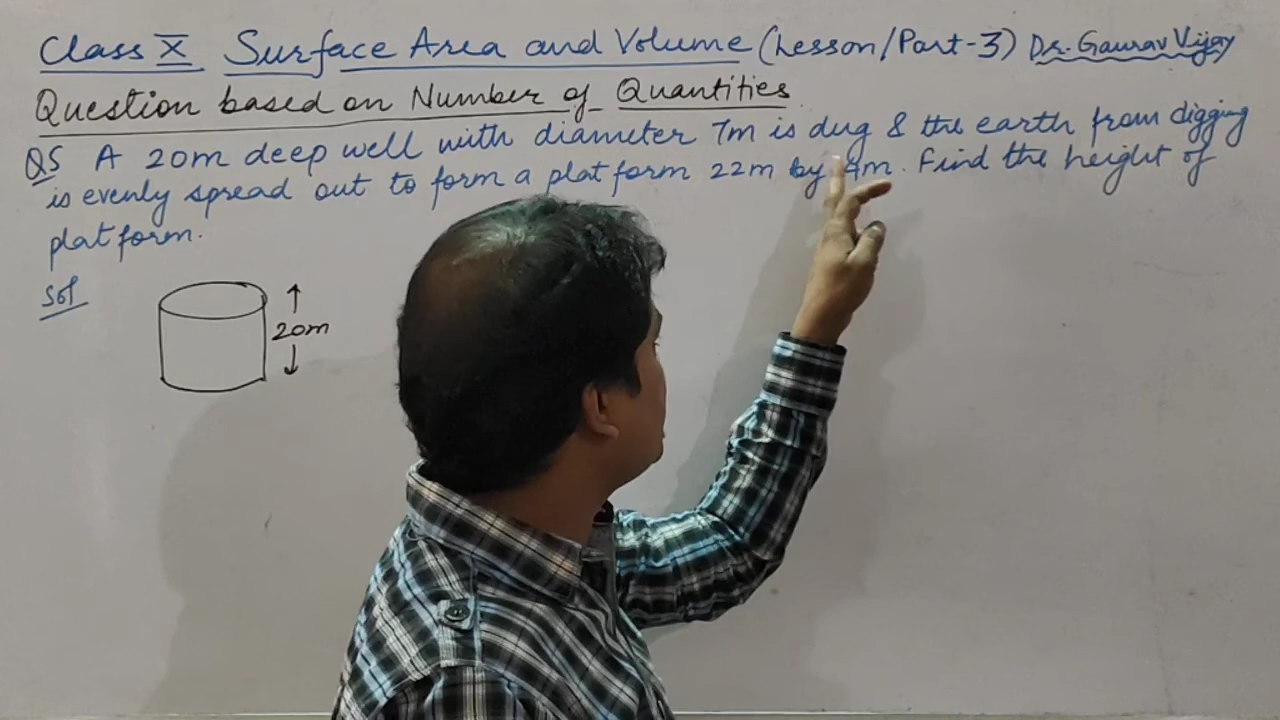 Class X Surface Area and Volume (Lesson/Part-3) Dr. Gaurav Vijay
Question based on Number of Quantities
Q5 A 20m deep well with diameter 7m is dug & the earth from digging
is evenly spread out to form a platform 22m by 4m. Find the height of
platform.
Sol
20m